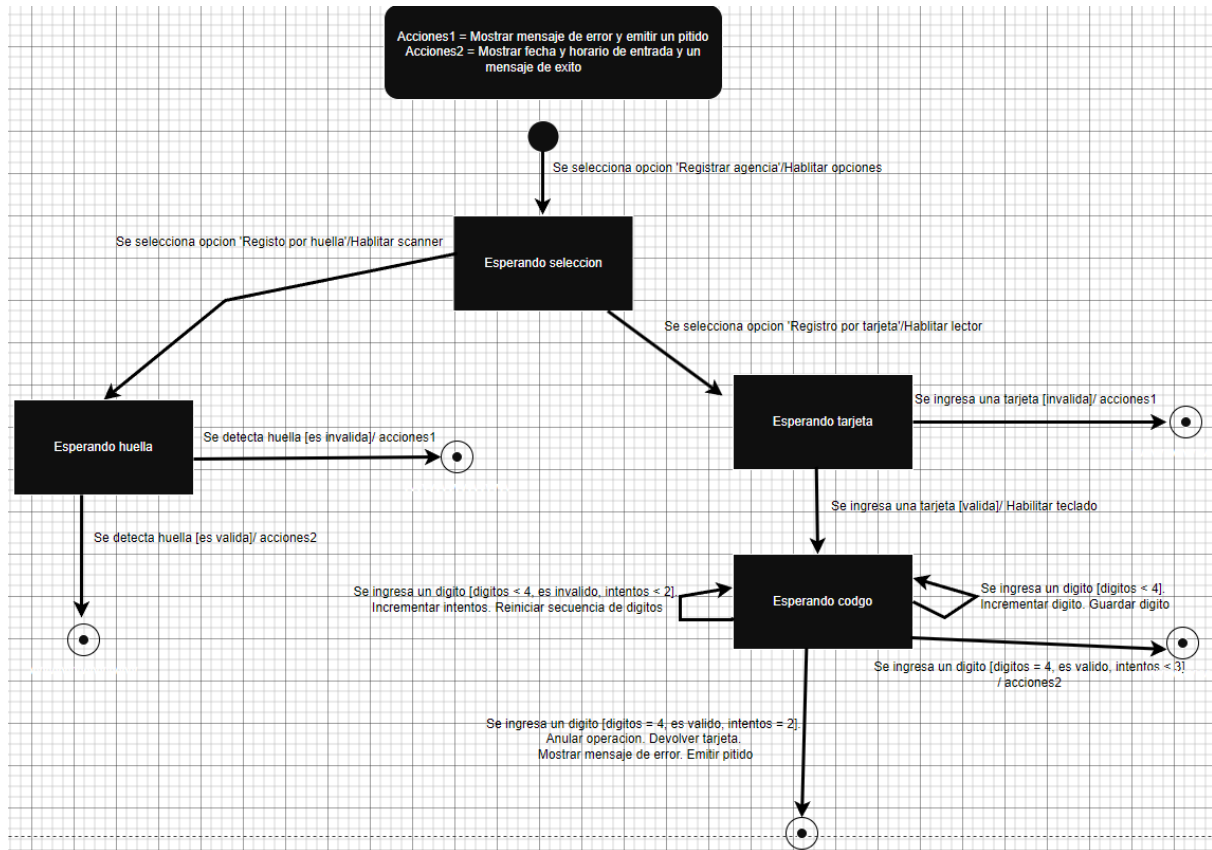 Acciones1 = Mostrar mensaje de error y emitir un pitido
Acciones2 = Mostrar fecha y horario de entrada y un
mensaje de exito
Se selecciona opcion 'Registrar agencia'/Hablitar opciones
Se selecciona opcion 'Registo por huella'/Hablitar scanner
Esperando seleccion
Se selecciona opcion 'Registro por tarjeta'/Hablitar lector
Esperando huella
Se detecta huella [es invalida]/ acciones1
Esperando tarjeta
Se ingresa una tarjeta [invalida]/ acciones1
Se detecta huella [es valida]/ acciones2
Se ingresa una tarjeta [valida]/ Habilitar teclado
Se ingresa un digito [digitos < 4, es invalido, intentos < 2].
Incrementar intentos. Reiniciar secuencia de digitos
Esperando codgo
Se ingresa un digito [digitos < 4].
Incrementar digito. Guardar digito
Se ingresa un digito [digitos = 4, es valido, intentos < 3]
/ acciones2
Se ingresa un digito [digitos = 4, es valido, intentos = 2].
Anular operacion. Devolver tarjeta.
Mostrar mensaje de error. Emitir pitido